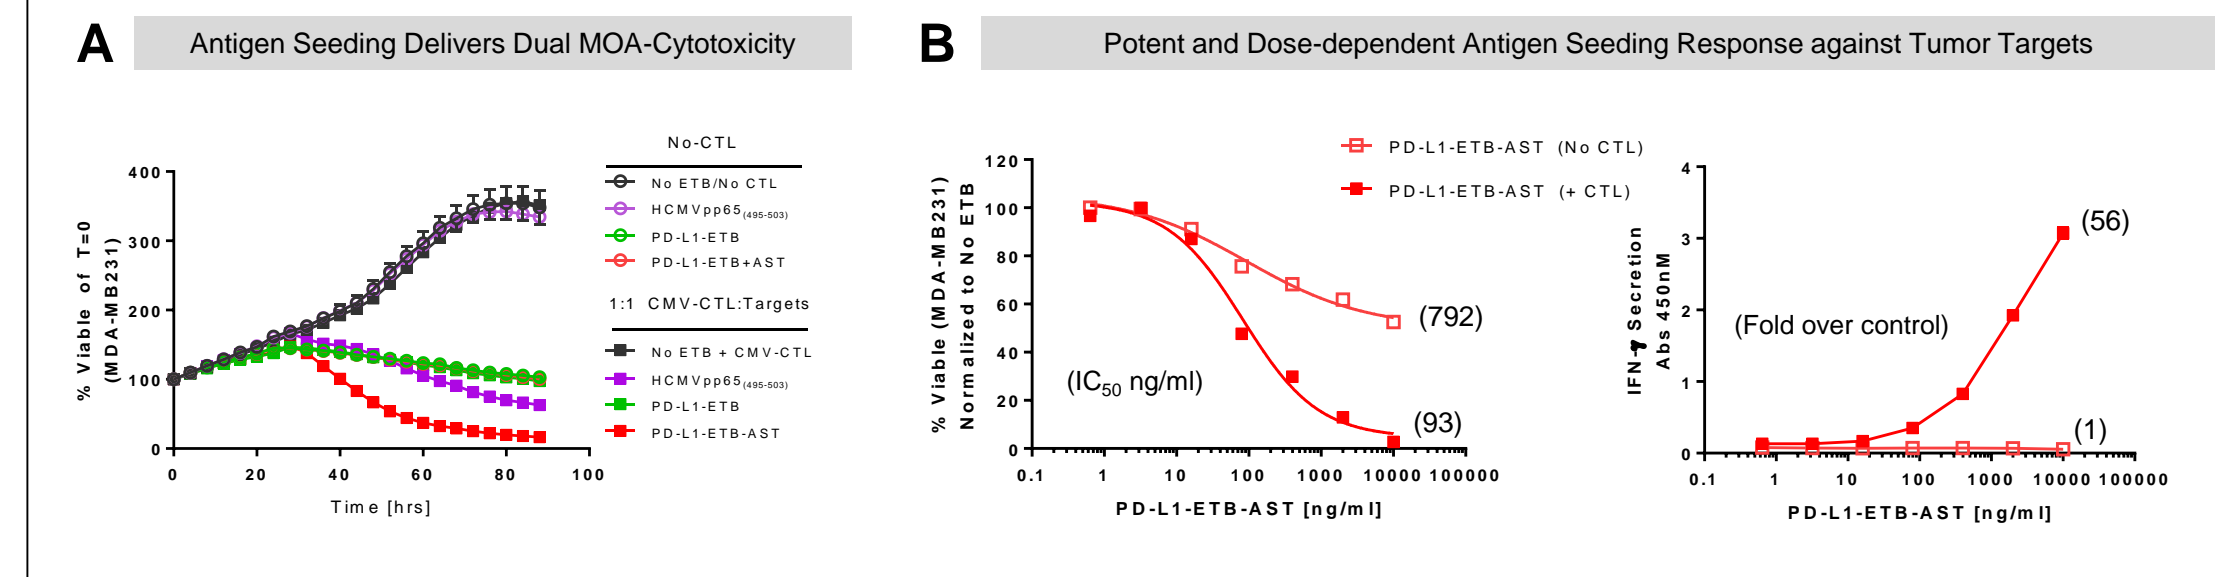 A
Antigen Seeding Delivers Dual MOA-Cytotoxicity
% Viable of T=0
(MDA-MB231)
400
300
200
100
0
0 20 40 60 80 100
Time [hrs]
No-CTL
No ETB/No CTL
HCMVpp65(495-503)
PD-L1-ETB
PD-L1-ETB+AST
1:1 CMV-CTL:Targets
No ETB + CMV-CTL
HCMVpp65(495-503)
PD-L1-ETB
PD-L1-ETB-AST
B
Potent and Dose-dependent Antigen Seeding Response against Tumor Targets
% Viable (MDA-MB231)
Normalized to No ETB
120
100
80
60
40
20
0
0.1 1 10 100 1000 10000 100000
PD-L1-ETB-AST [ng/ml]
(IC50 ng/ml)
(792)
(93)
PD-L1-ETB-AST (No CTL)
PD-L1-ETB-AST (+ CTL)
IFN-γ Secretion
Abs 450nM
4
3
2
1
0
0.1 1 10 100 1000 10000 100000
PD-L1-ETB-AST [ng/ml]
(Fold over control)
(56)
(1)